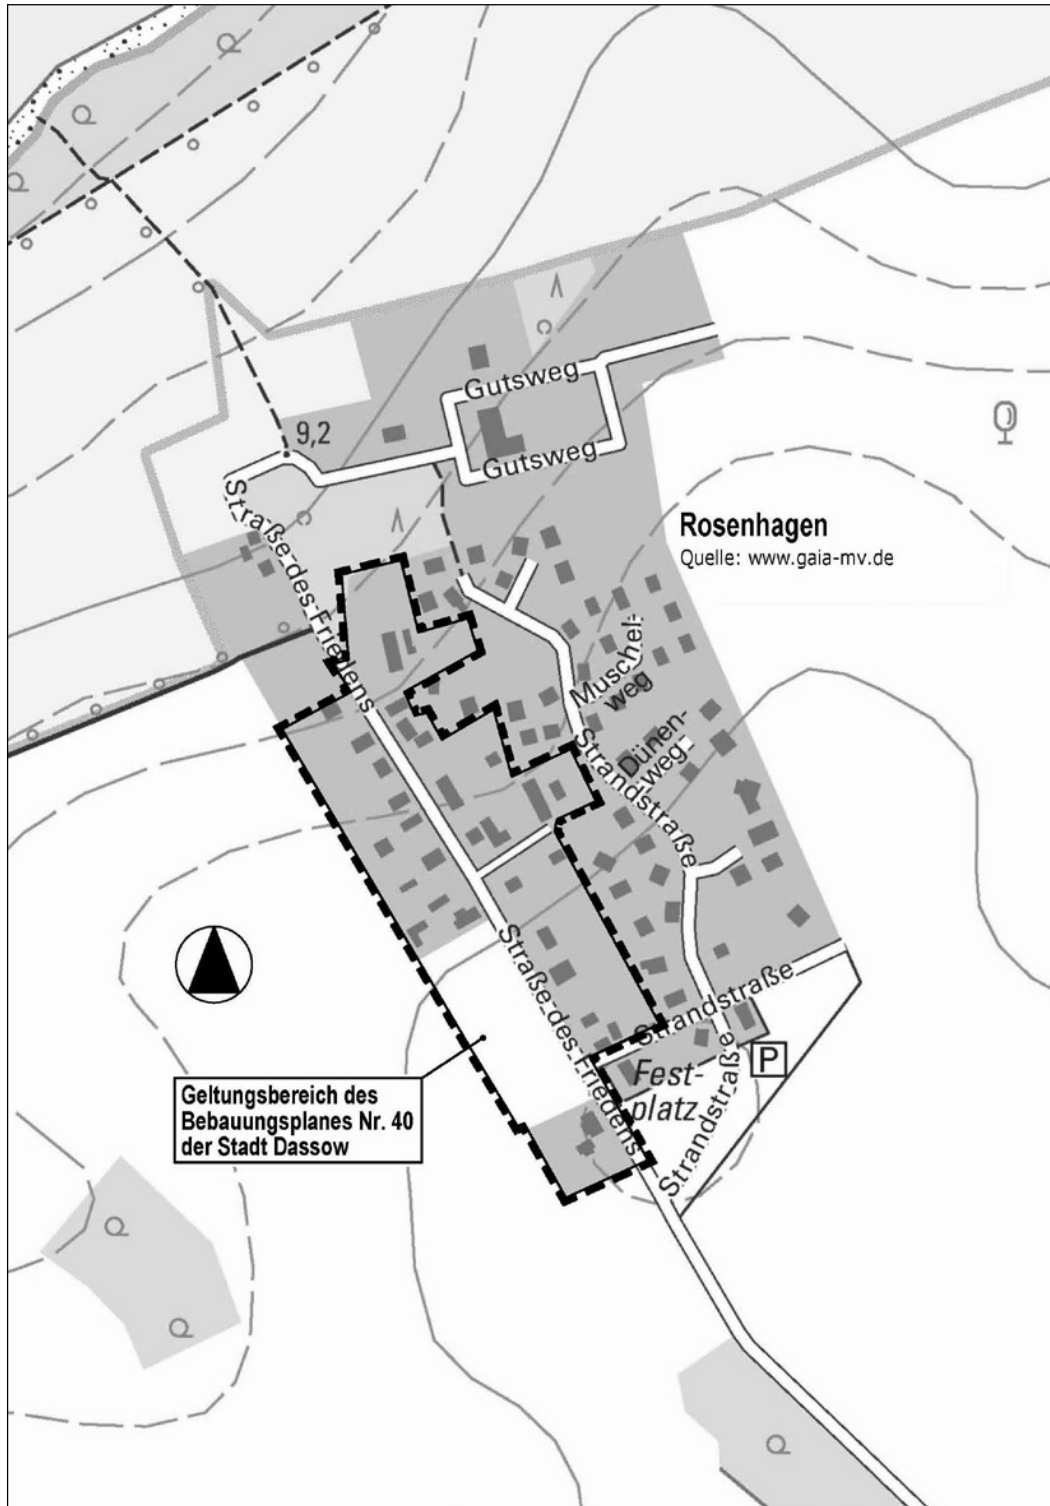 Gutsweg
9,2
Gutsweg
Straße des Friedens
Rosenhagen
Quelle: www.gaia-mv.de
Muschel-
weg
Dünen-
weg
Strandstraße
Straße des Friedens
Strandstraße
P
Fest-
platz
Strandstraße
Geltungsbereich des
Bebauungsplanes Nr. 40
der Stadt Dassow